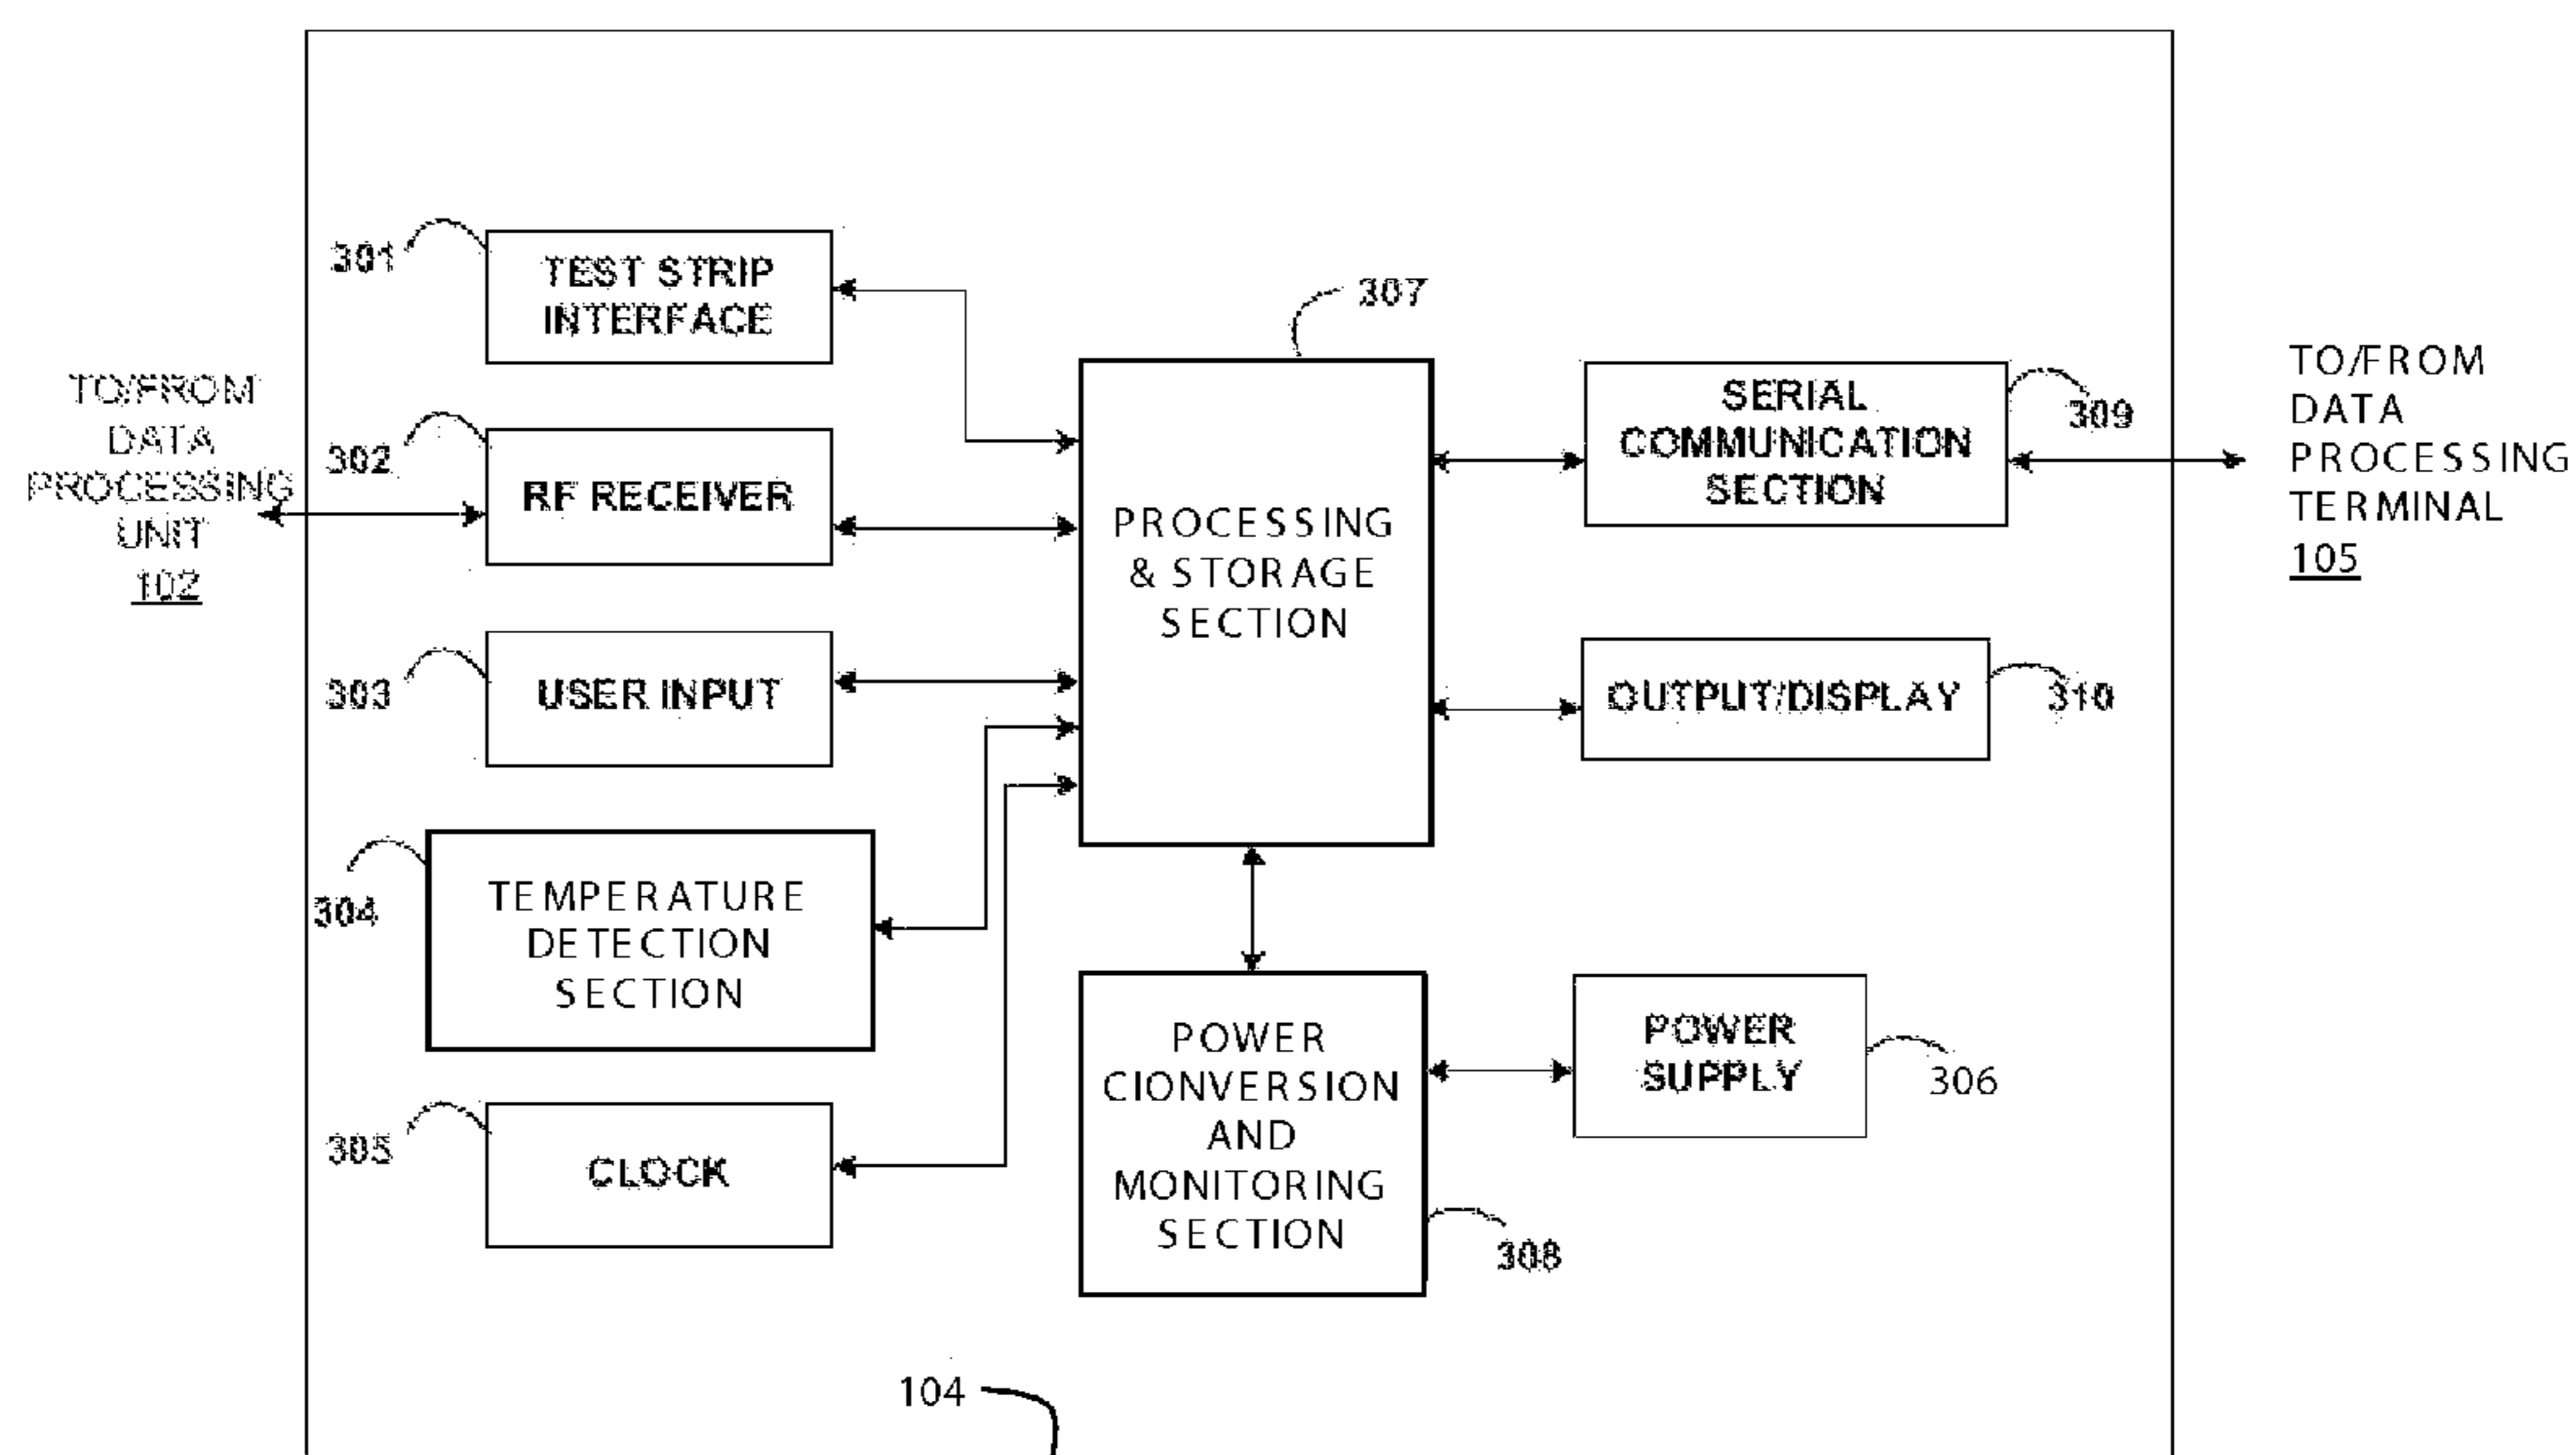 301
TEST STRIP
INTERFACE
307
TO/FROM
DATA
PROCESSING
UNIT
102
302
RF RECEIVER
PROCESSING
& STORAGE
SECTION
SERIAL
COMMUNICATION
SECTION
309
TO/FROM
DATA
PROCESSING
TERMINAL
105
303
USER INPUT
OUTPUT/DISPLAY
310
304
TEMPERATURE
DETECTION
SECTION
305
CLOCK
POWER
CIONVERSION
AND
MONITORING
SECTION
308
POWER
SUPPLY
306
104